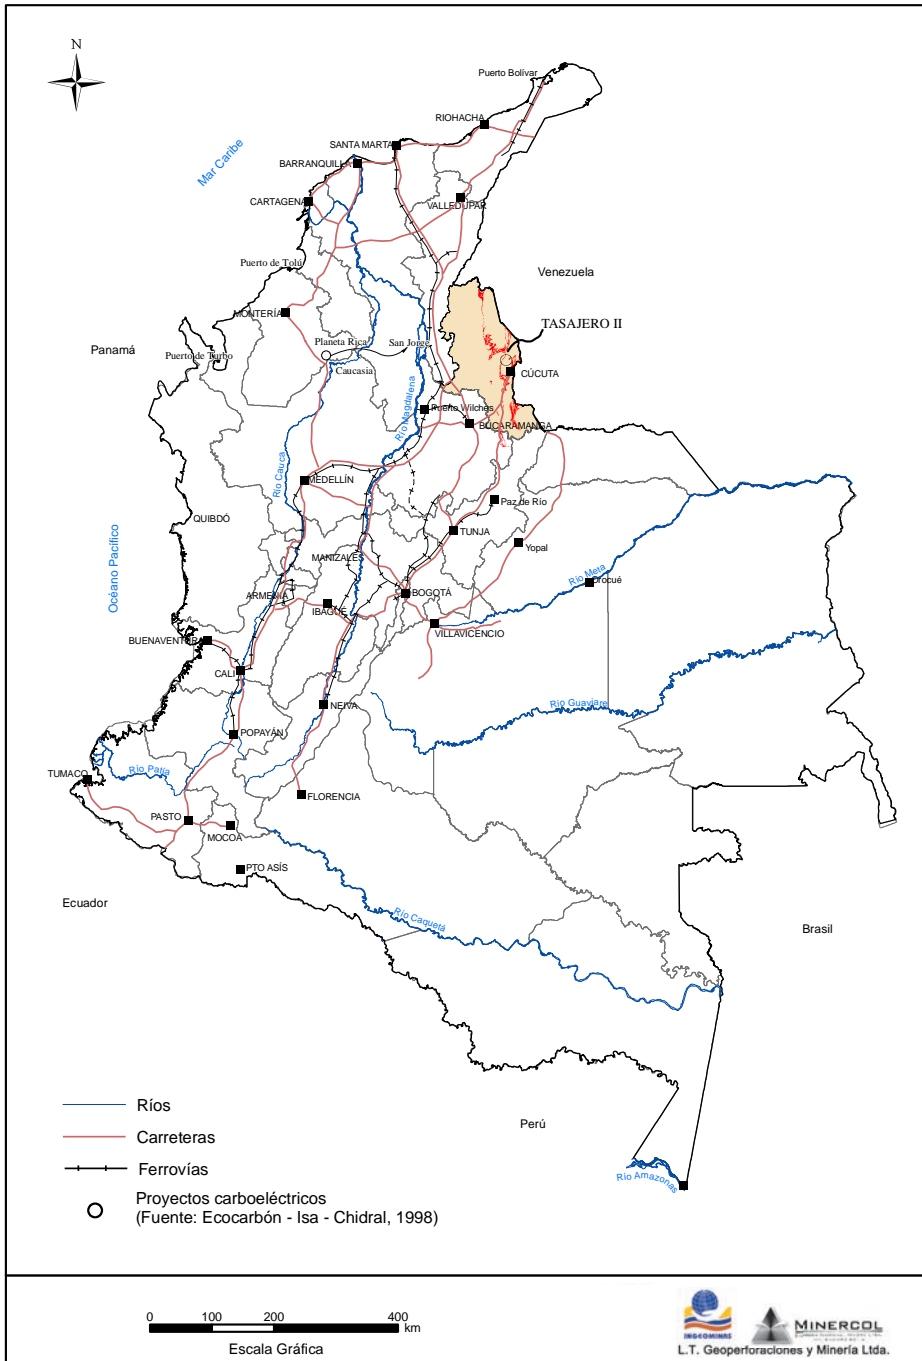 N
Puerto Bolívar
RIOHACHA
SANTA MARTA
BARRANQUILLA
Mar Caribe
CARTAGENA
VALLEDUPAR
Puerto de Tolú
Venezuela
MONTERÍA
TASAJERO II
Panamá
Planeta Rica
San Jorge
Puerto de Turbo
Caucasia
CÚCUTA
Río Magdalena
Puerto Wilches
BUCARAMANGA
Río Cauca
MEDELLÍN
Paz de Río
QUIBDÓ
TUNJA
Yopal
Océano Pacífico
MANIZALES
Río Meta
Orocué
ARMENIA
BOGOTÁ
IBAGUÉ
VILLAVICENCIO
BUENAVENTURA
CALI
NEIVA
Río Guaviare
POPAYÁN
Río Patía
TUMACO
FLORENCIA
PASTO
MOCOA
PTO ASÍS
Ecuador
Río Caquetá
Brasil
Perú
Río Amazonas
Ríos
Carreteras
Ferrovías
Proyectos carboeléctricos
(Fuente: Ecocarbón - Isa - Chidral, 1998)
0 100 200 400
km
Escala Gráfica
INGEOMINAS
MINERCOL
L.T. Geoperforaciones y Minería Ltda.